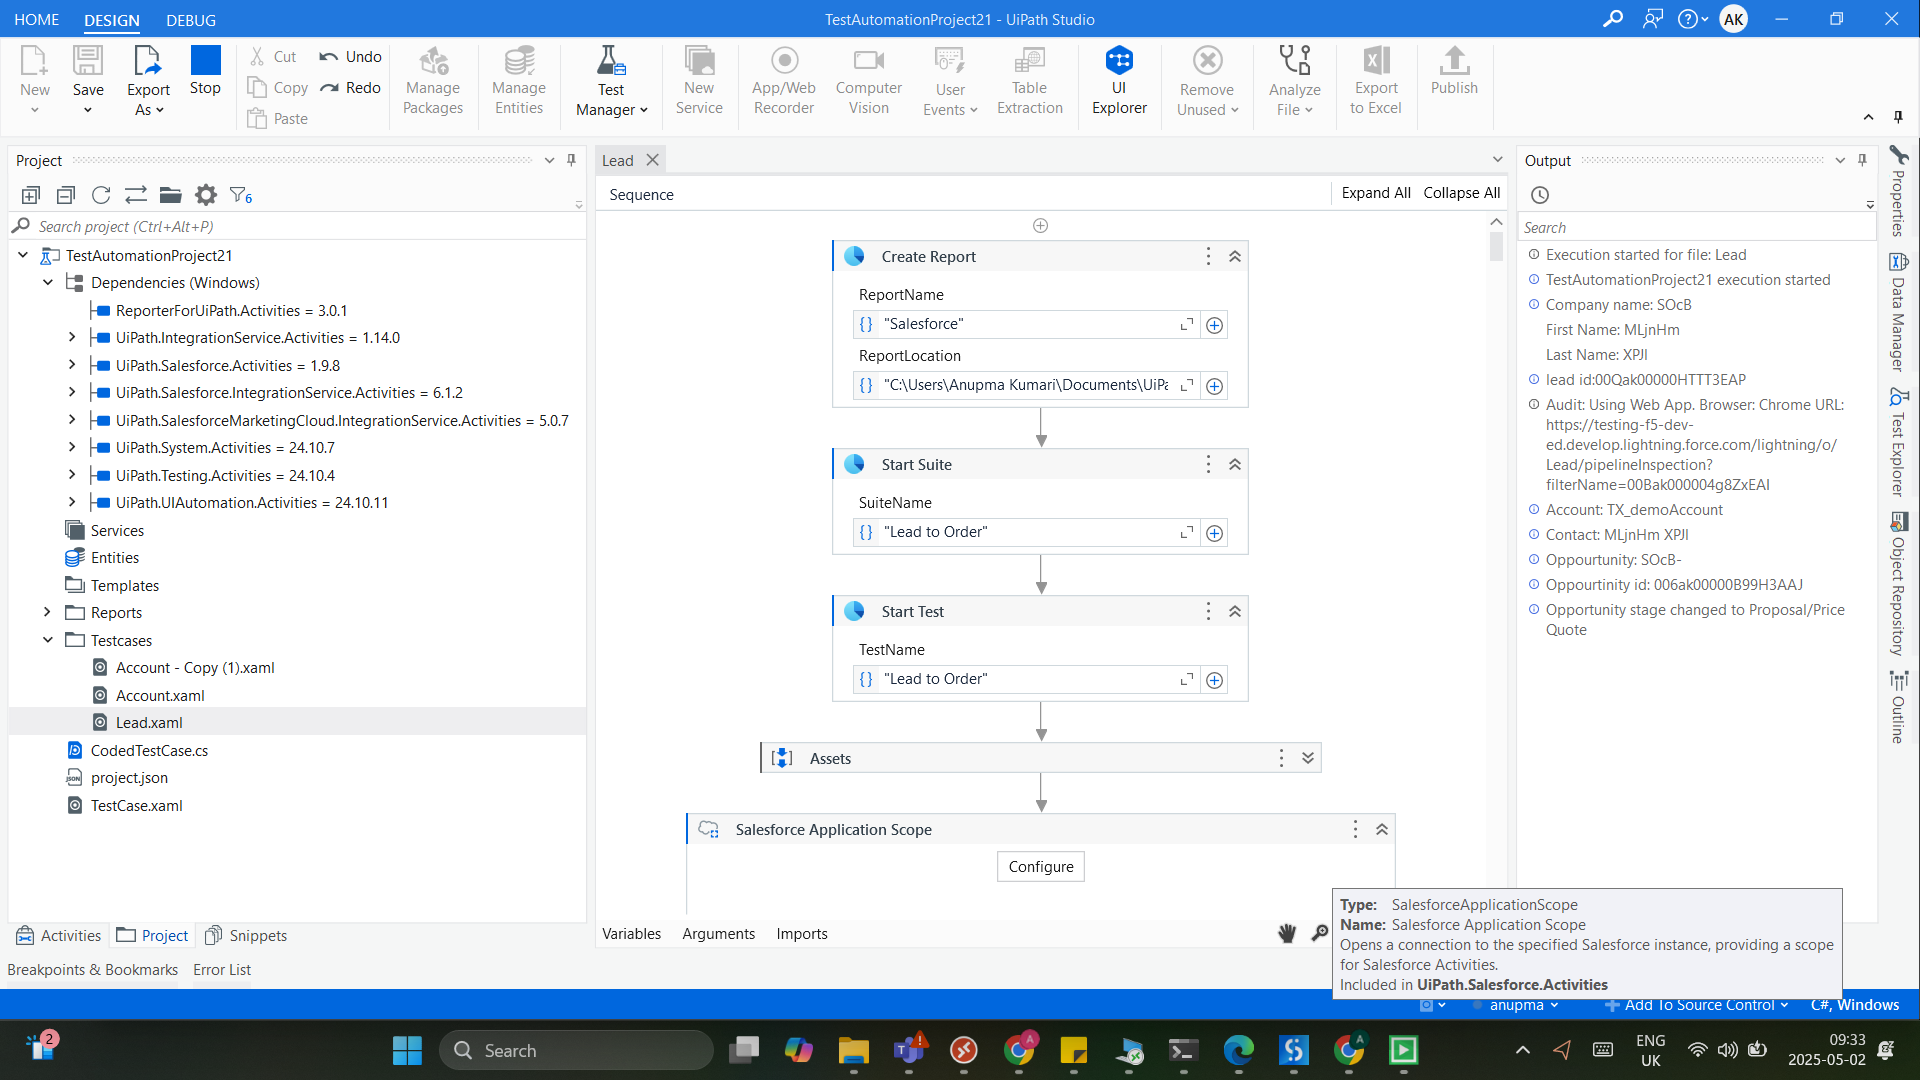 HOME
DESIGN
DEBUG
TestAutomationProject21 - UiPath Studio
AK
New
Save
Export As
Stop
Cut
Copy
Paste
Undo
Redo
Manage Packages
Manage Entities
Test Manager
New Service
App/Web Recorder
Computer Vision
User Events
Table Extraction
UI Explorer
Remove Unused
Analyze File
Export to Excel
Publish
Project
6
Search project (Ctrl+Alt+P)
TestAutomationProject21
Dependencies (Windows)
ReporterForUiPath.Activities = 3.0.1
UiPath.IntegrationService.Activities = 1.14.0
UiPath.Salesforce.Activities = 1.9.8
UiPath.Salesforce.IntegrationService.Activities = 6.1.2
UiPath.SalesforceMarketingCloud.IntegrationService.Activities = 5.0.7
UiPath.System.Activities = 24.10.7
UiPath.Testing.Activities = 24.10.4
UiPath.UIAutomation.Activities = 24.10.11
Services
Entities
Templates
Reports
Testcases
Account - Copy (1).xaml
Account.xaml
Lead.xaml
CodedTestCase.cs
JSON
project.json
TestCase.xaml
Activities
Project
Snippets
Breakpoints & Bookmarks
Error List
Lead
Sequence
Expand All
Collapse All
Create Report
ReportName
{} "Salesforce"
ReportLocation
{} "C:\Users\Anupma Kumari\Documents\UiPa
Start Suite
SuiteName
{} "Lead to Order"
Start Test
TestName
{} "Lead to Order"
Assets
Salesforce Application Scope
Configure
Variables
Arguments
Imports
Output
Search
Execution started for file: Lead
TestAutomationProject21 execution started
Company name: SOcB
First Name: MLjnHm
Last Name: XPJl
lead id:00Qak00000HTTT3EAP
Audit: Using Web App. Browser: Chrome URL:
https://testing-f5-dev-
ed.develop.lightning.force.com/lightning/o/
Lead/pipelineInspection?
filterName=00Bak000004g8ZxEAI
Account: TX_demoAccount
Contact: MLjnHm XPJl
Oppourtunity: SOcB-
Oppourtinity id: 006ak00000B99H3AAJ
Opportunity stage changed to Proposal/Price
Quote
Properties
Data Manager
Test Explorer
Object Repository
Outline
Type: SalesforceApplicationScope
Name: Salesforce Application Scope
Opens a connection to the specified Salesforce instance, providing a scope
for Salesforce Activities.
Included in UiPath.Salesforce.Activities
anupma
Add To Source Control
C#, Windows
2
Search
A
A
ENG
UK
09:33
2025-05-02